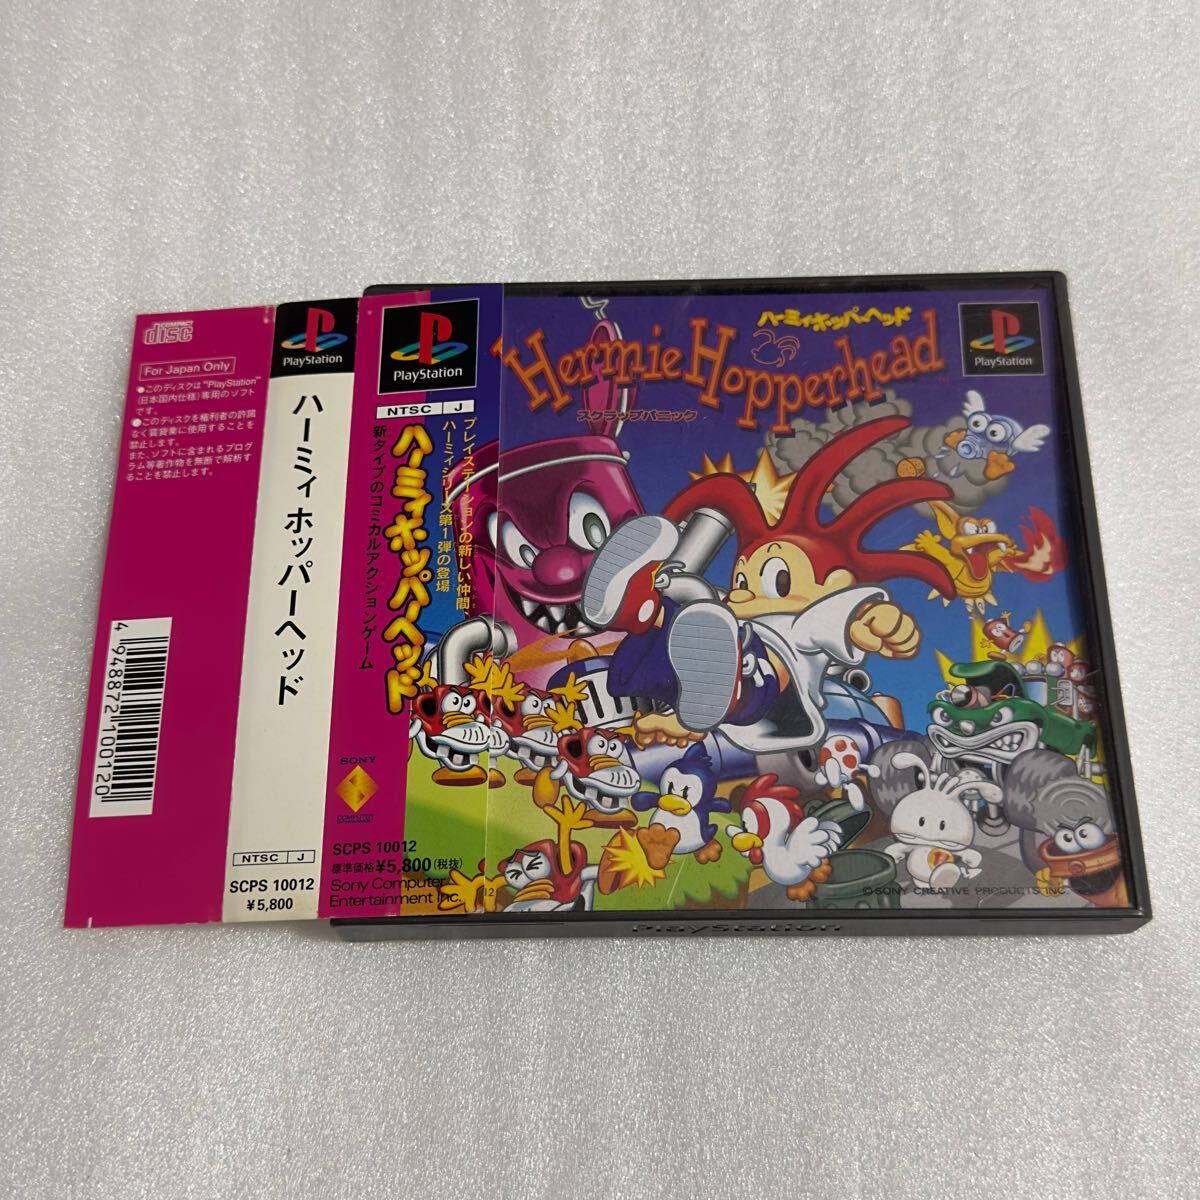 COMPACT
disc
For Japan Only
●このディスクは"PlayStation"
(日本国内仕様)専用のソフト
です。
●このディスクを権利者の許諾
なく賃貸業に使用することを
禁止します。
また、ソフトに含まれるプログ
ラム等著作物を無断で解析す
ることを禁止します。
4 948872 100120
PlayStation
ハーミィホッパーヘッド
NTSC J
SCPS 10012
¥5,800
PlayStation
NTSC J
プレイステーションの新しい仲間、
ハーミィシリーズ第1弾の登場
ハーミィホッパーヘッド
新タイプのコミカルアクションゲーム
SONY
COMPUTER
ENTERTAINMENT
SCPS 10012
標準価格¥5,800(税抜)
Sony Computer
Entertainment Inc.
12
ハーミィホッパーヘッド
Hermie Hopperhead
スクラップパニック
PlayStation
©SONY CREATIVE PRODUCTS INC.
PlayStation